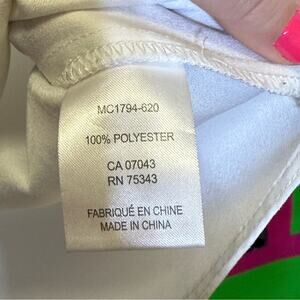 MC1794-620
100% POLYESTER
CA 07043
RN 75343
FABRIQUÉ EN CHINE
MADE IN CHINA